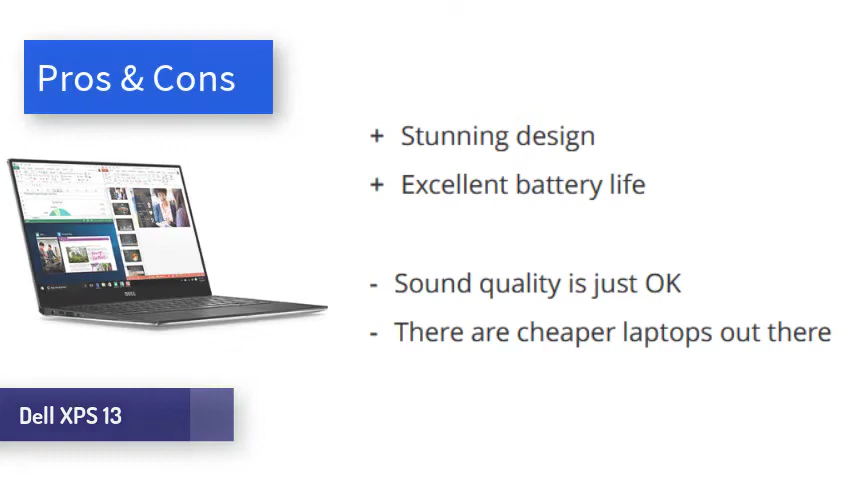 Pros & Cons
+ Stunning design
+ Excellent battery life
- Sound quality is just OK
- There are cheaper laptops out there
DELL
Dell XPS 13